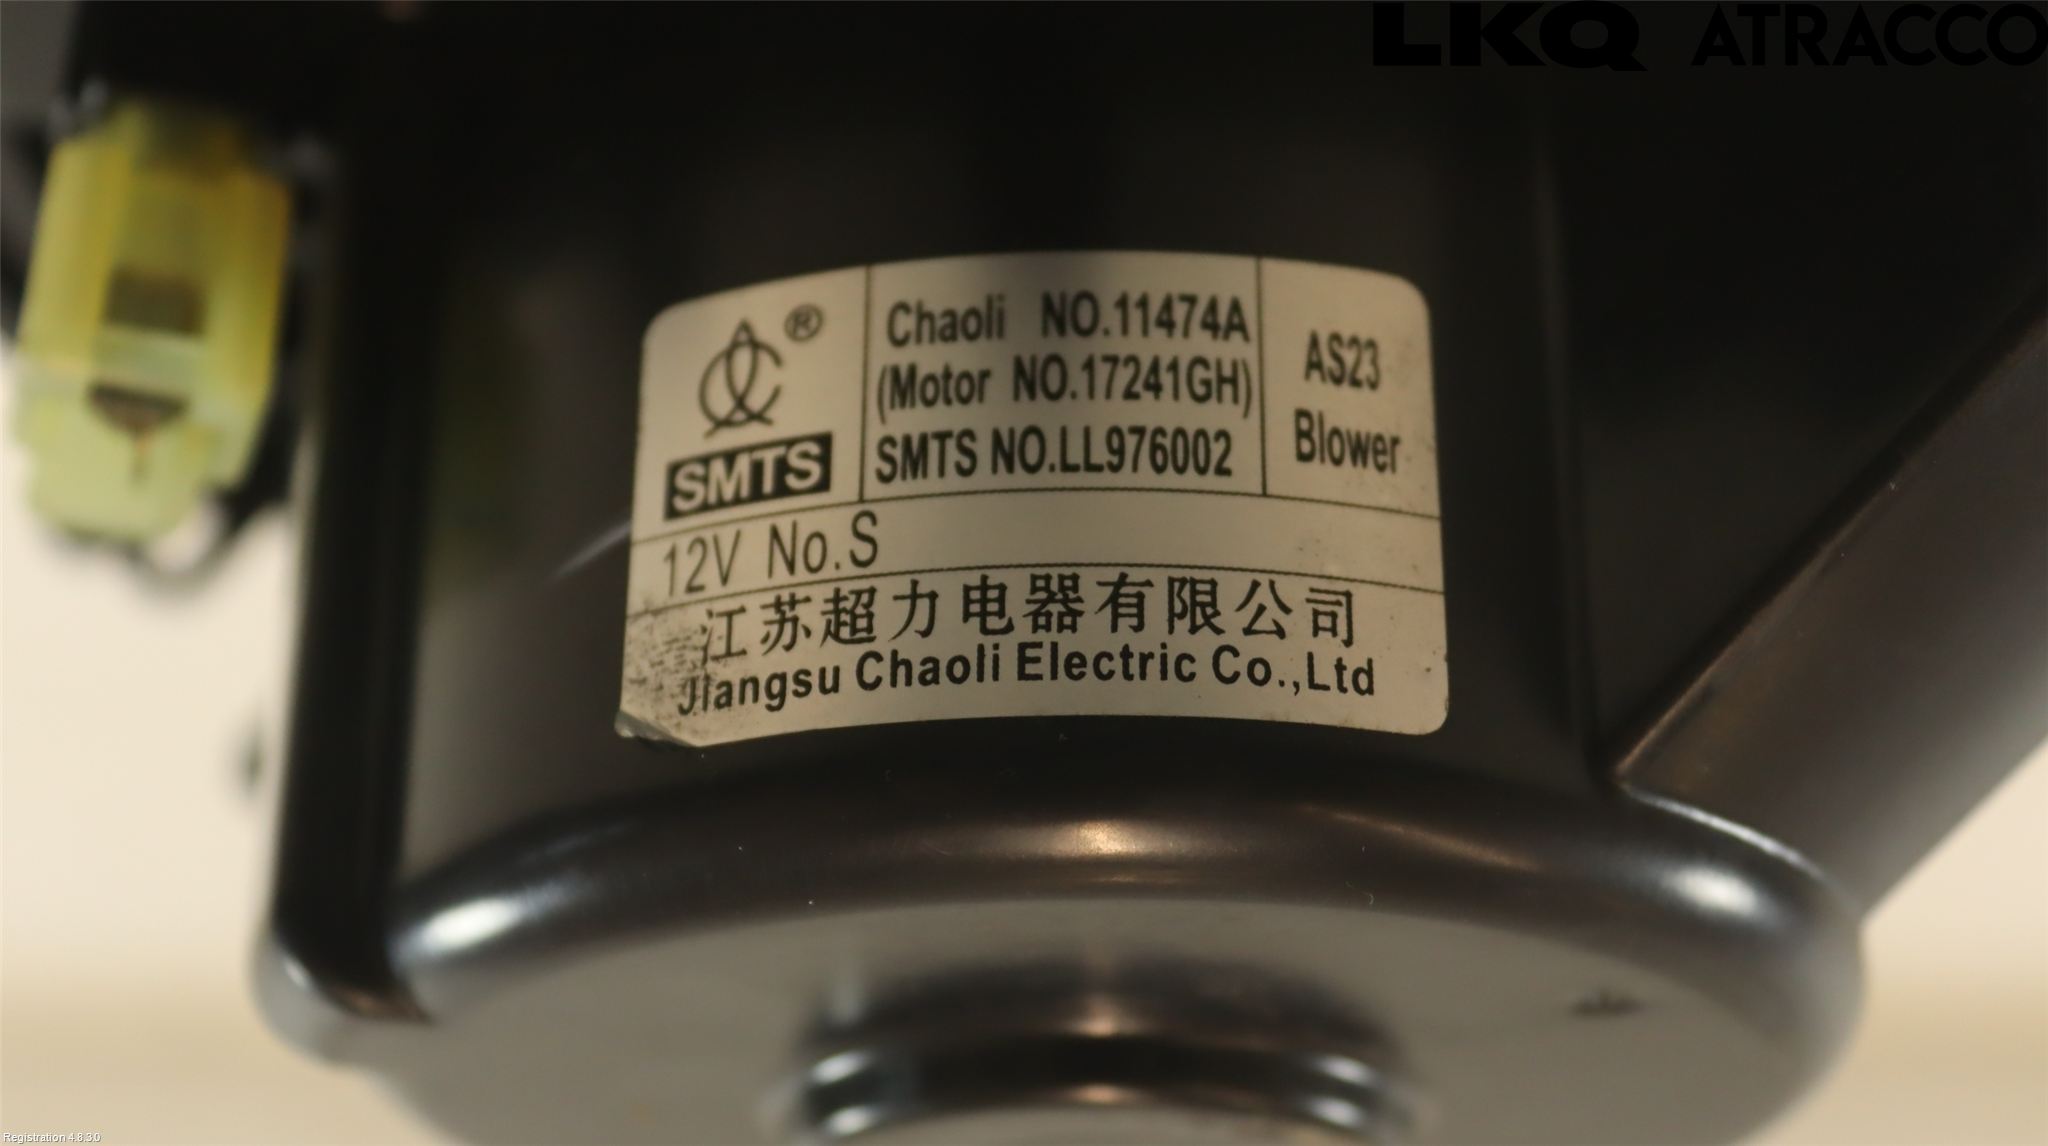 LKQ ATRACCO
®
SMTS
Chaoli NO.11474A
(Motor NO.17241GH)
SMTS NO.LL976002
AS23
Blower
12V No.S
江苏超力电器有限公司
Jiangsu Chaoli Electric Co.,Ltd
Registration 4.8.3.0